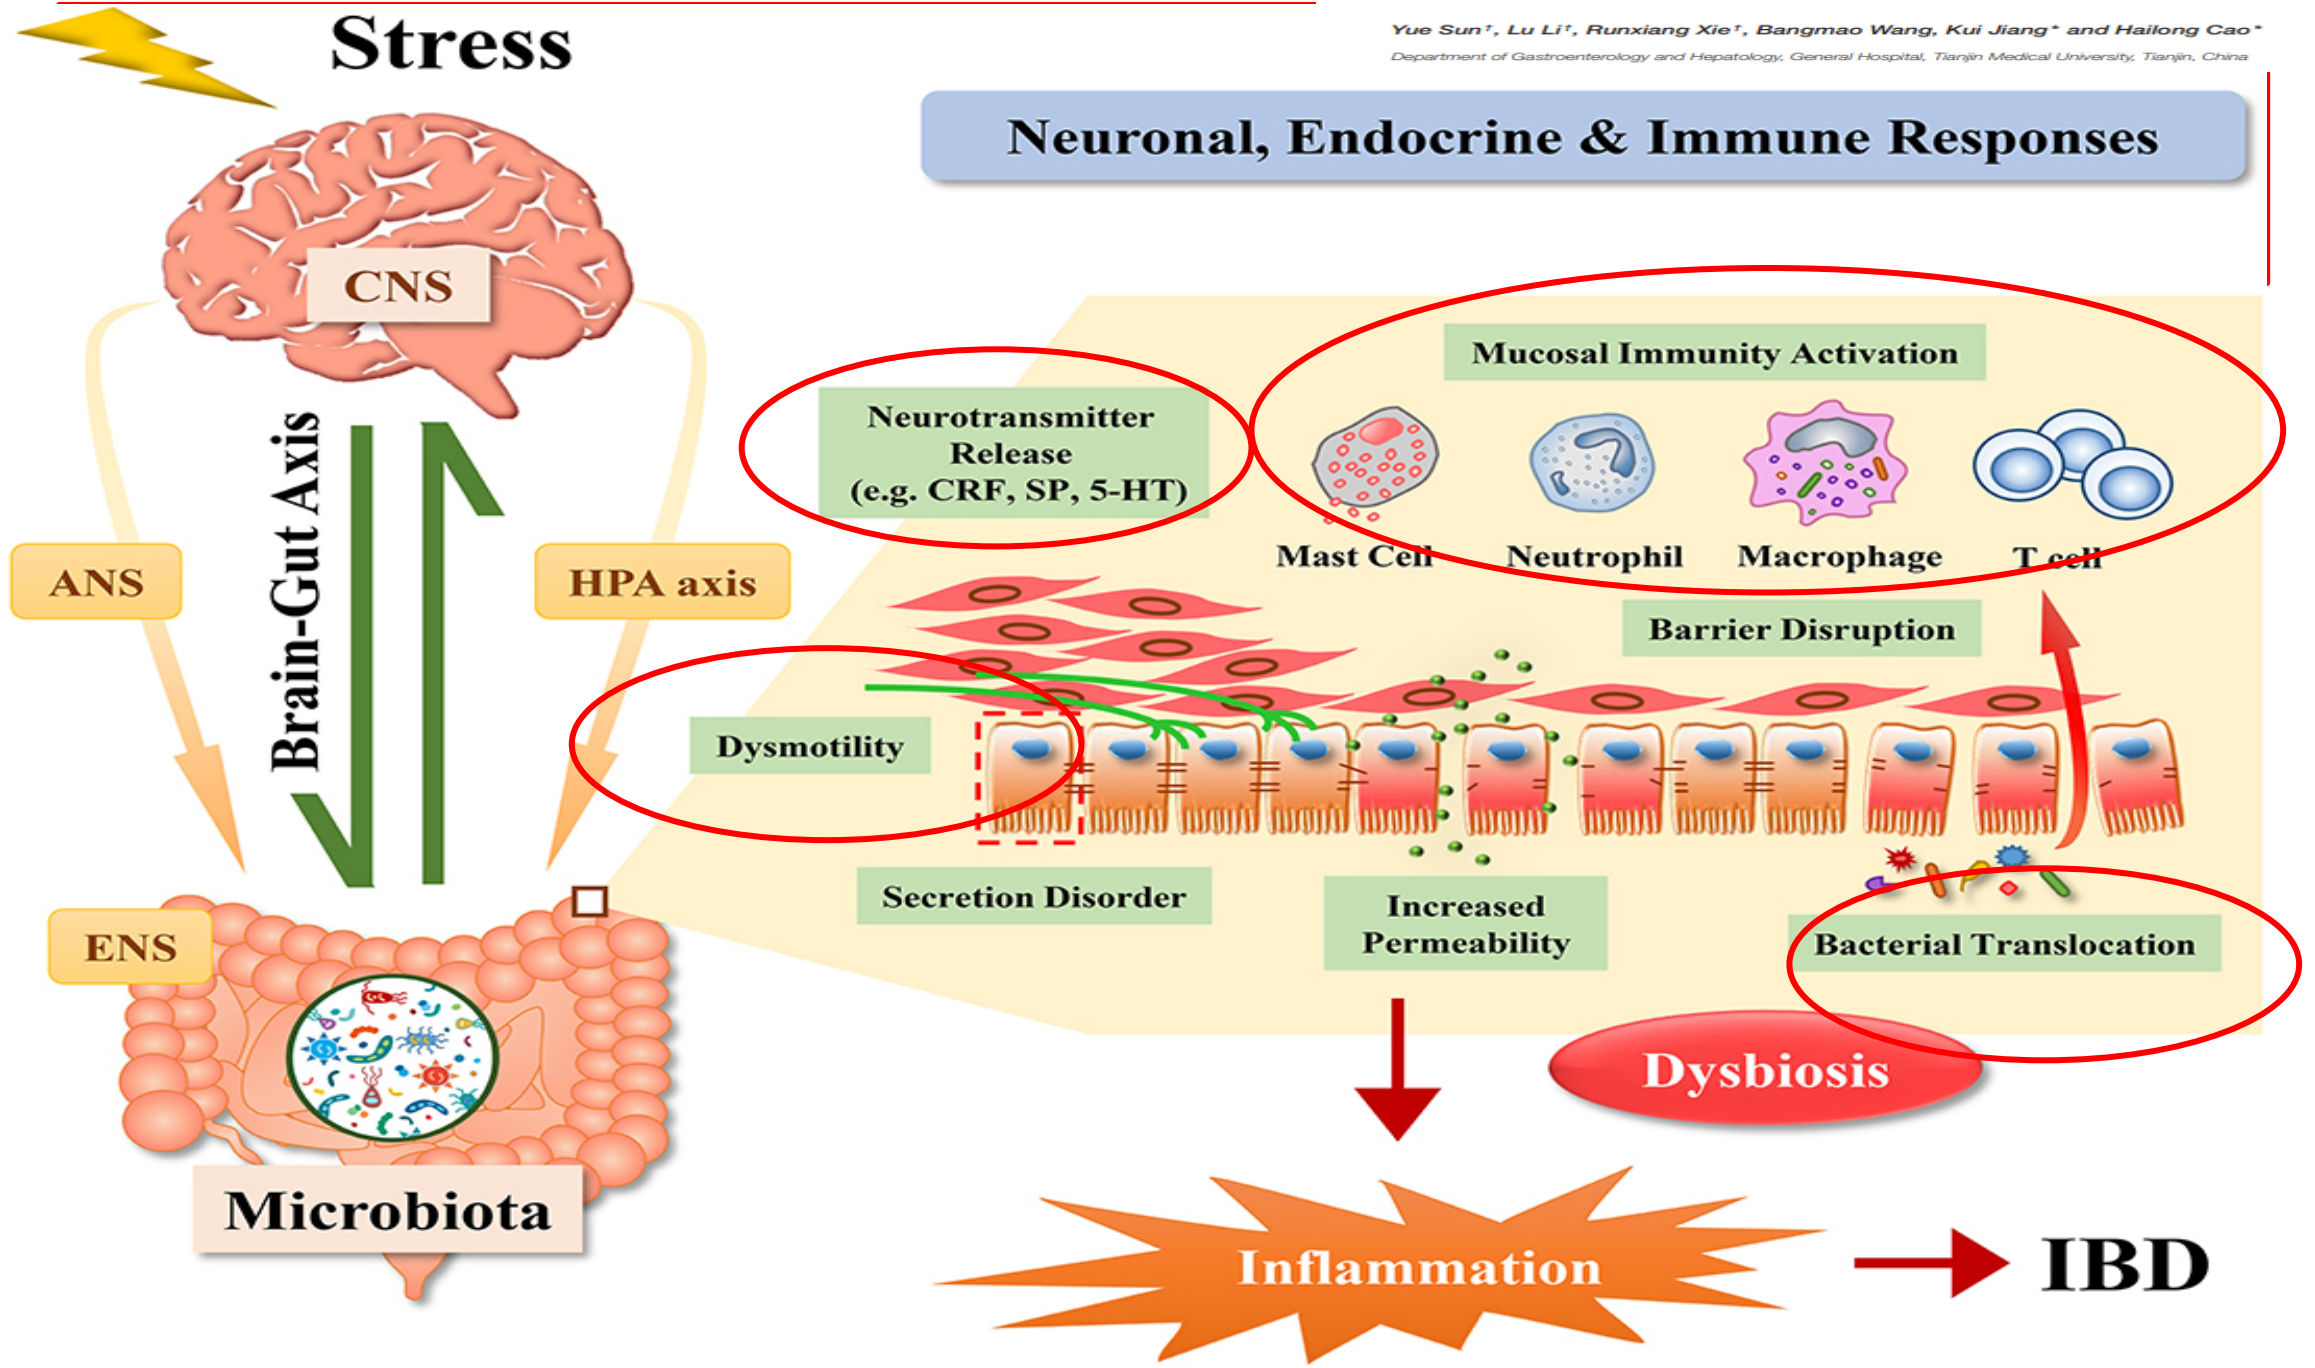 Stress
Yue Sun†, Lu Li†, Runxiang Xie†, Bangmao Wang, Kui Jiang* and Hailong Cao*
Department of Gastroenterology and Hepatology, General Hospital, Tianjin Medical University, Tianjin, China
Neuronal, Endocrine & Immune Responses
CNS
Brain-Gut Axis
ANS
HPA axis
ENS
Microbiota
Neurotransmitter
Release
(e.g. CRF, SP, 5-HT)
Mucosal Immunity Activation
Mast Cell
Neutrophil
Macrophage
T cell
Barrier Disruption
Dysmotility
Secretion Disorder
Increased
Permeability
Bacterial Translocation
Dysbiosis
Inflammation
IBD